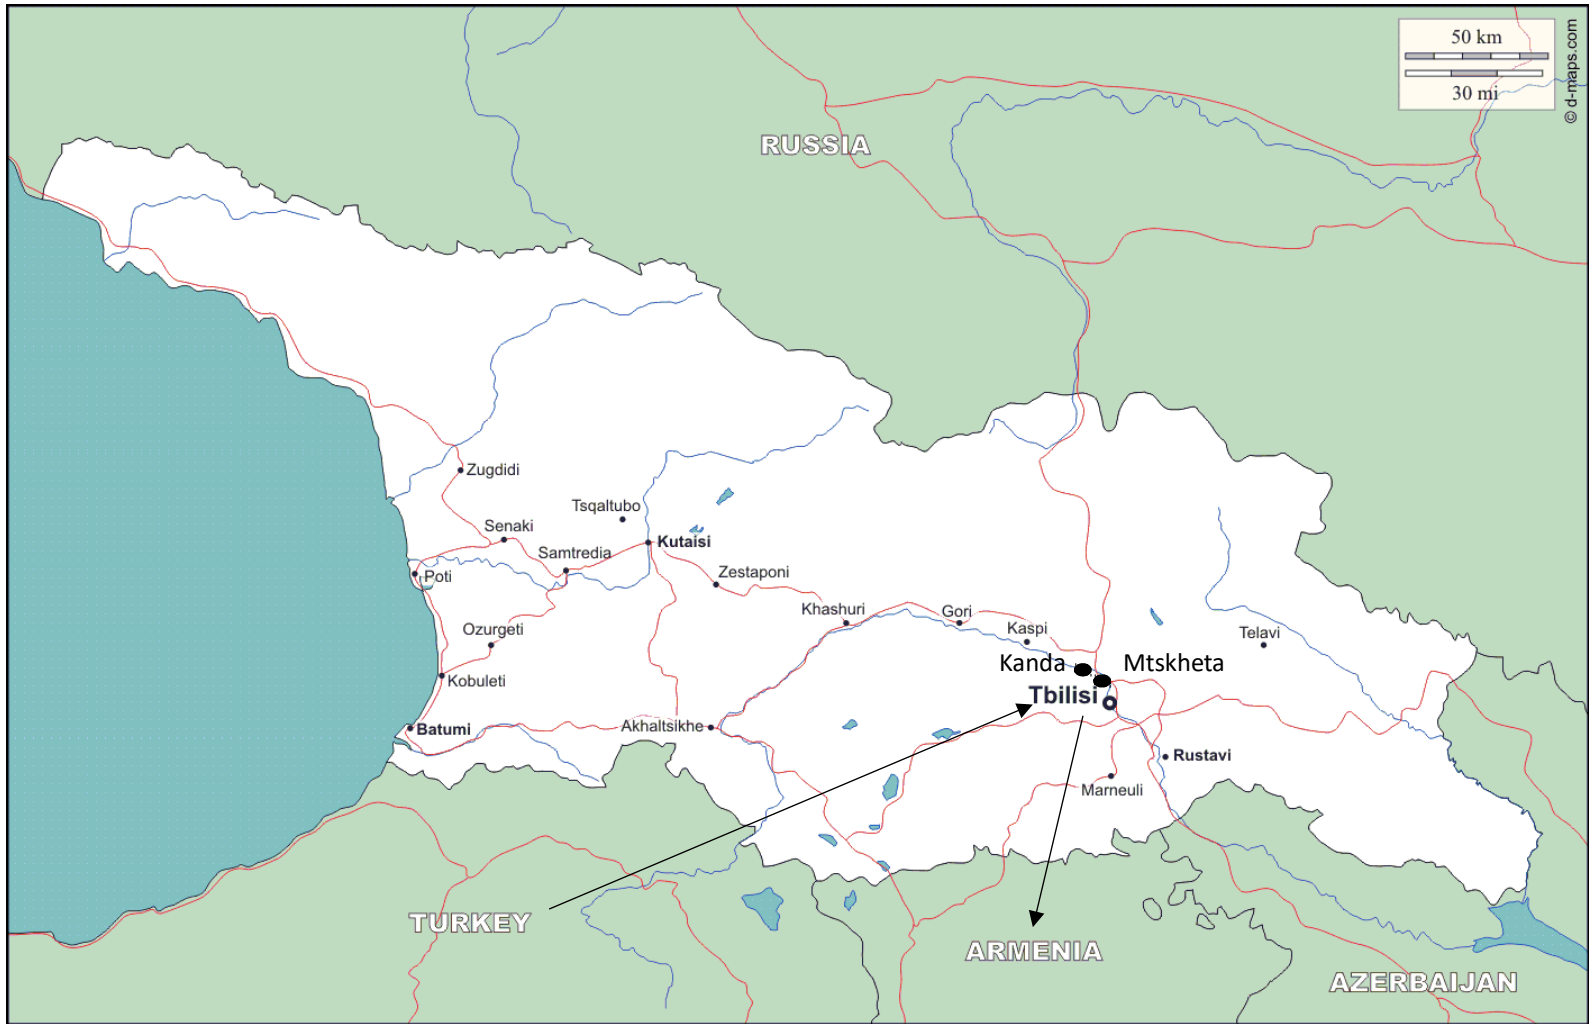 50 km
30 mi
© d-maps.com
RUSSIA
Zugdidi
Tsqaltubo
Senaki
Samtredia
Kutaisi
Poti
Zestaponi
Khashuri
Gori
Ozurgeti
Kaspi
Telavi
Kanda
Mtskheta
Kobuleti
Tbilisi
Batumi
Akhaltsikhe
Rustavi
Marneuli
TURKEY
ARMENIA
AZERBAIJAN